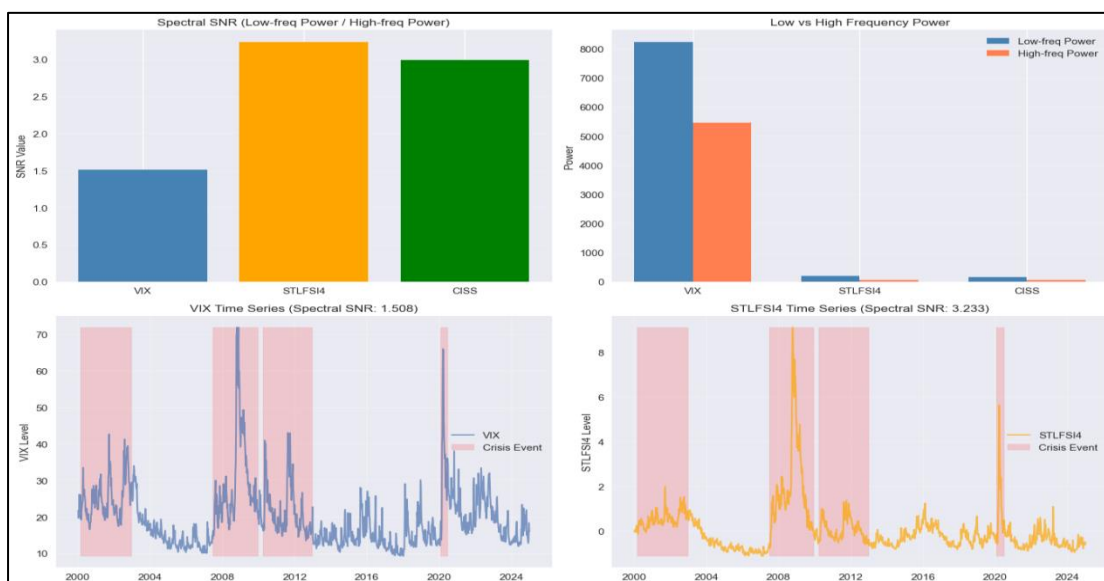 Spectral SNR (Low-freq Power / High-freq Power)
SNR Value
3.0
2.5
2.0
1.5
1.0
0.5
0.0
VIX STLFSI4 CISS
Low vs High Frequency Power
Low-freq Power
High-freq Power
Power
8000
7000
6000
5000
4000
3000
2000
1000
0
VIX STLFSI4 CISS
VIX Time Series (Spectral SNR: 1.508)
VIX Level
70
60
50
40
30
20
10
VIX
Crisis Event
2000 2004 2008 2012 2016 2020 2024
STLFSI4 Time Series (Spectral SNR: 3.233)
STLFSI4 Level
8
6
4
2
0
STLFSI4
Crisis Event
2000 2004 2008 2012 2016 2020 2024